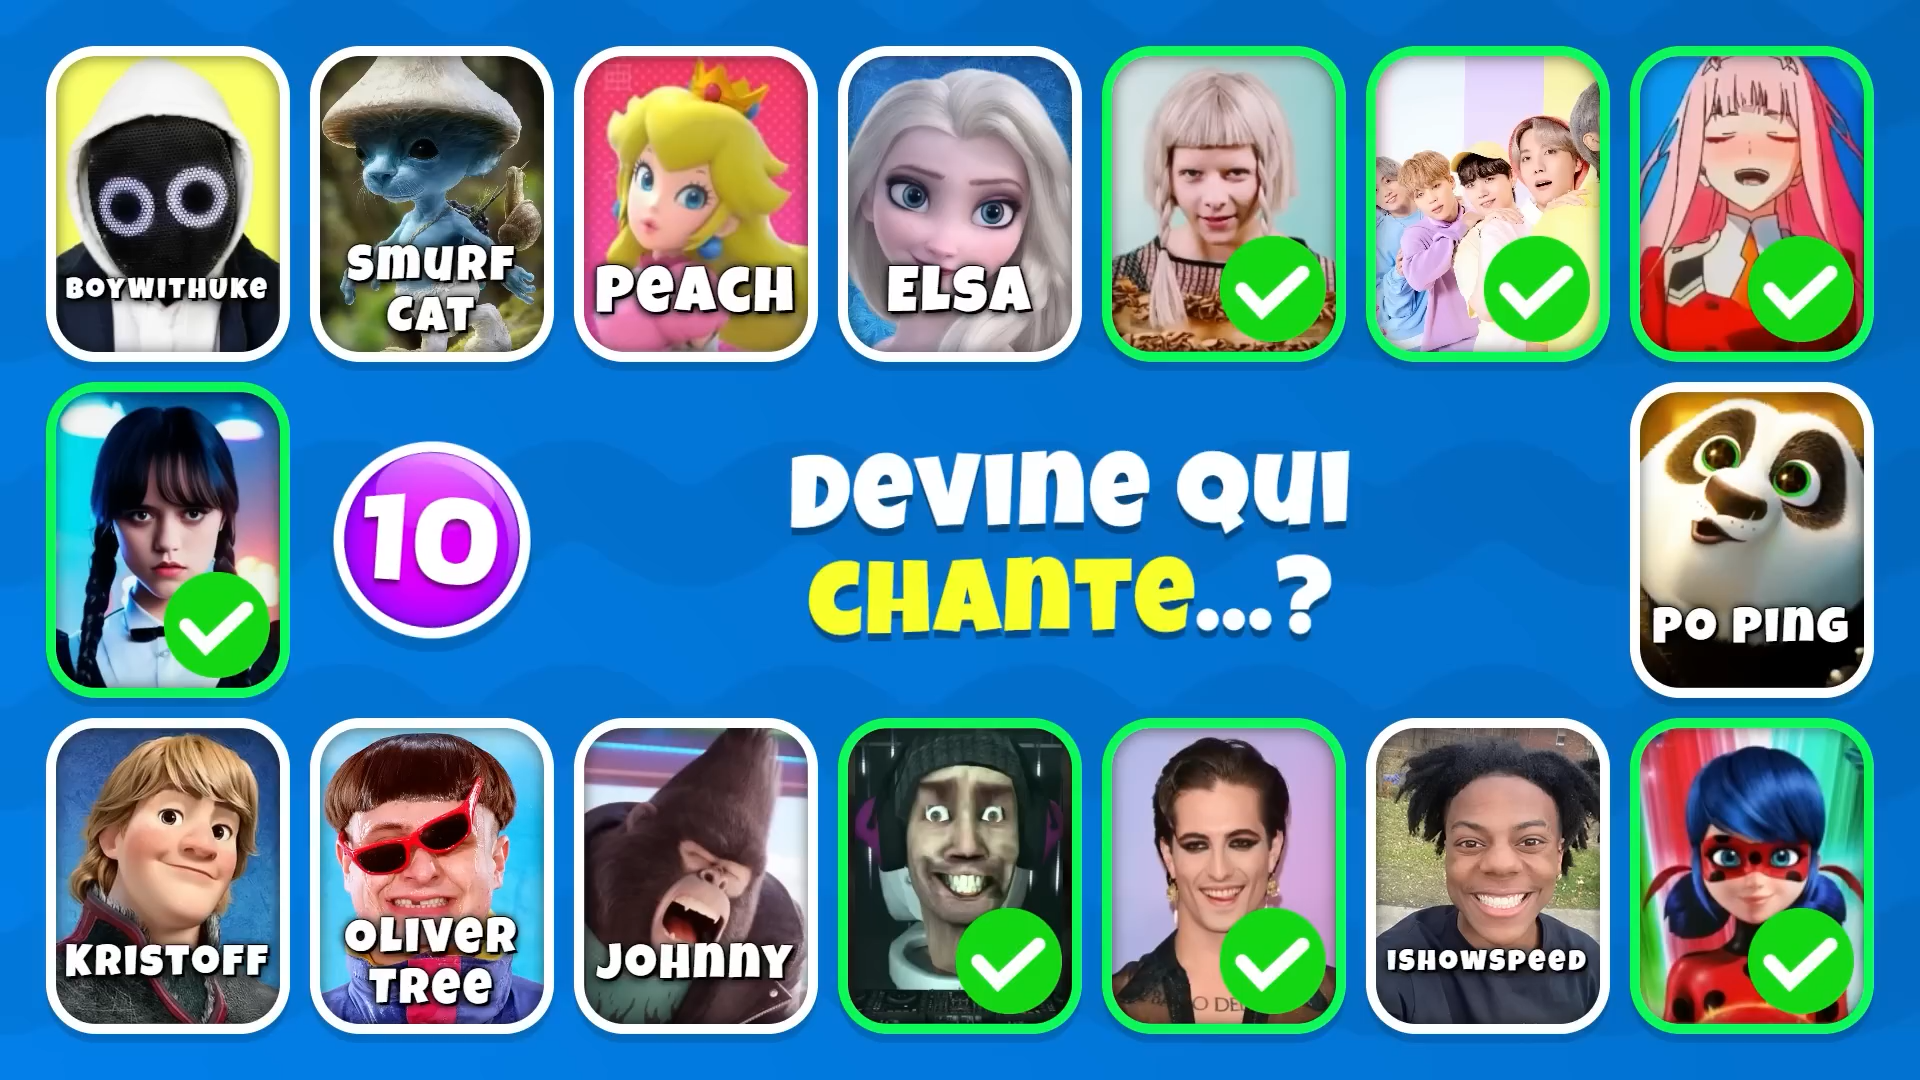 BOYWITHUKE
SMURF
CAT
PEACH
ELSA
10
DEVINE QUI
CHANTE...?
PO PING
KRISTOFF
OLIVER
TREE
JOHNNY
ISHOWSPEED